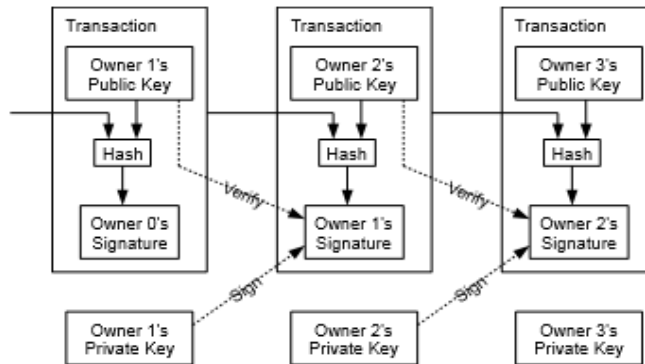 Transaction
Owner 1's
Public Key
Hash
Owner 0's
Signature
Transaction
Owner 2's
Public Key
Hash
Verify
Owner 1's
Signature
Transaction
Owner 3's
Public Key
Hash
Verify
Owner 2's
Signature
Owner 1's
Private Key
Sign
Owner 2's
Private Key
Sign
Owner 3's
Private Key